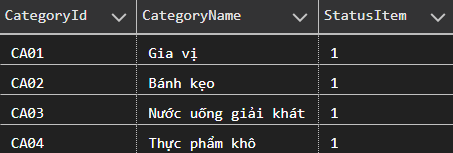 CategoryId CategoryName StatusItem
CA01 Gia vị 1
CA02 Bánh kẹo 1
CA03 Nước uống giải khát 1
CA04 Thực phẩm khô 1